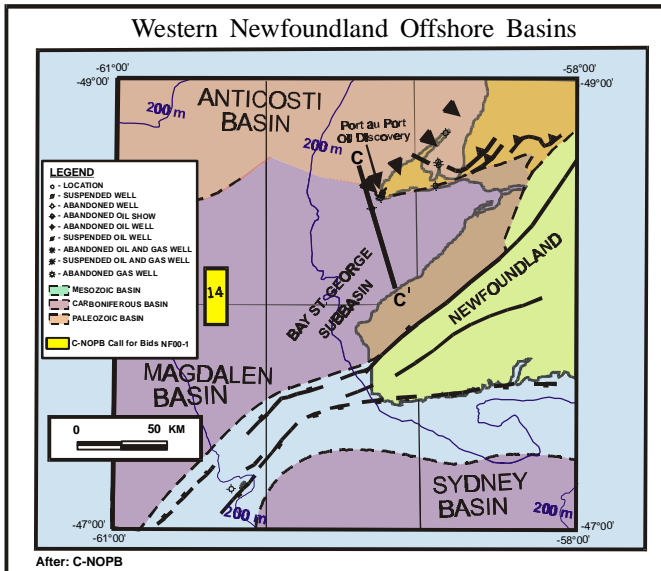 Western Newfoundland Offshore Basins
-61°00'
-58°00'
-49°00'
-49°00'
200 m
ANTICOSTI
BASIN
200 m
Port au Port
Oil Discovery
C
LEGEND
- LOCATION
- SUSPENDED WELL
- ABANDONED WELL
- ABANDONED OIL SHOW
- ABANDONED OIL WELL
- SUSPENDED OIL WELL
- ABANDONED OIL AND GAS WELL
- SUSPENDED OIL AND GAS WELL
- ABANDONED GAS WELL
MESOZOIC BASIN
CARBONIFEROUS BASIN
PALEOZOIC BASIN
C-NOPB Call for Bids NF00-1
14
C'
BAY ST. GEORGE
SUBBASIN
NEWFOUNDLAND
MAGDALEN
BASIN
0 50 KM
SYDNEY
BASIN
200 m
200 m
-47°00'
-47°00'
-61°00'
-58°00'
After: C-NOPB